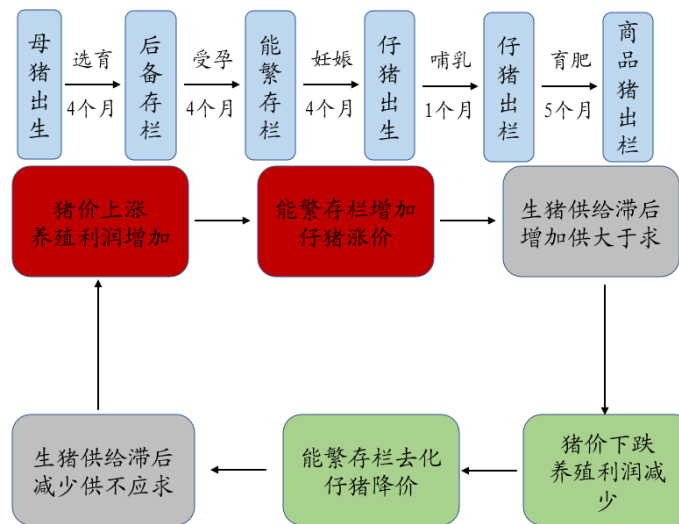 母猪出生
选育
4个月
后备存栏
受孕
4个月
能繁存栏
妊娠
4个月
仔猪出生
哺乳
1个月
仔猪出栏
育肥
5个月
商品猪出栏
猪价上涨
养殖利润增加
能繁存栏增加
仔猪涨价
生猪供给滞后
增加供大于求
生猪供给滞后
减少供不应求
能繁存栏去化
仔猪降价
猪价下跌
养殖利润减
少